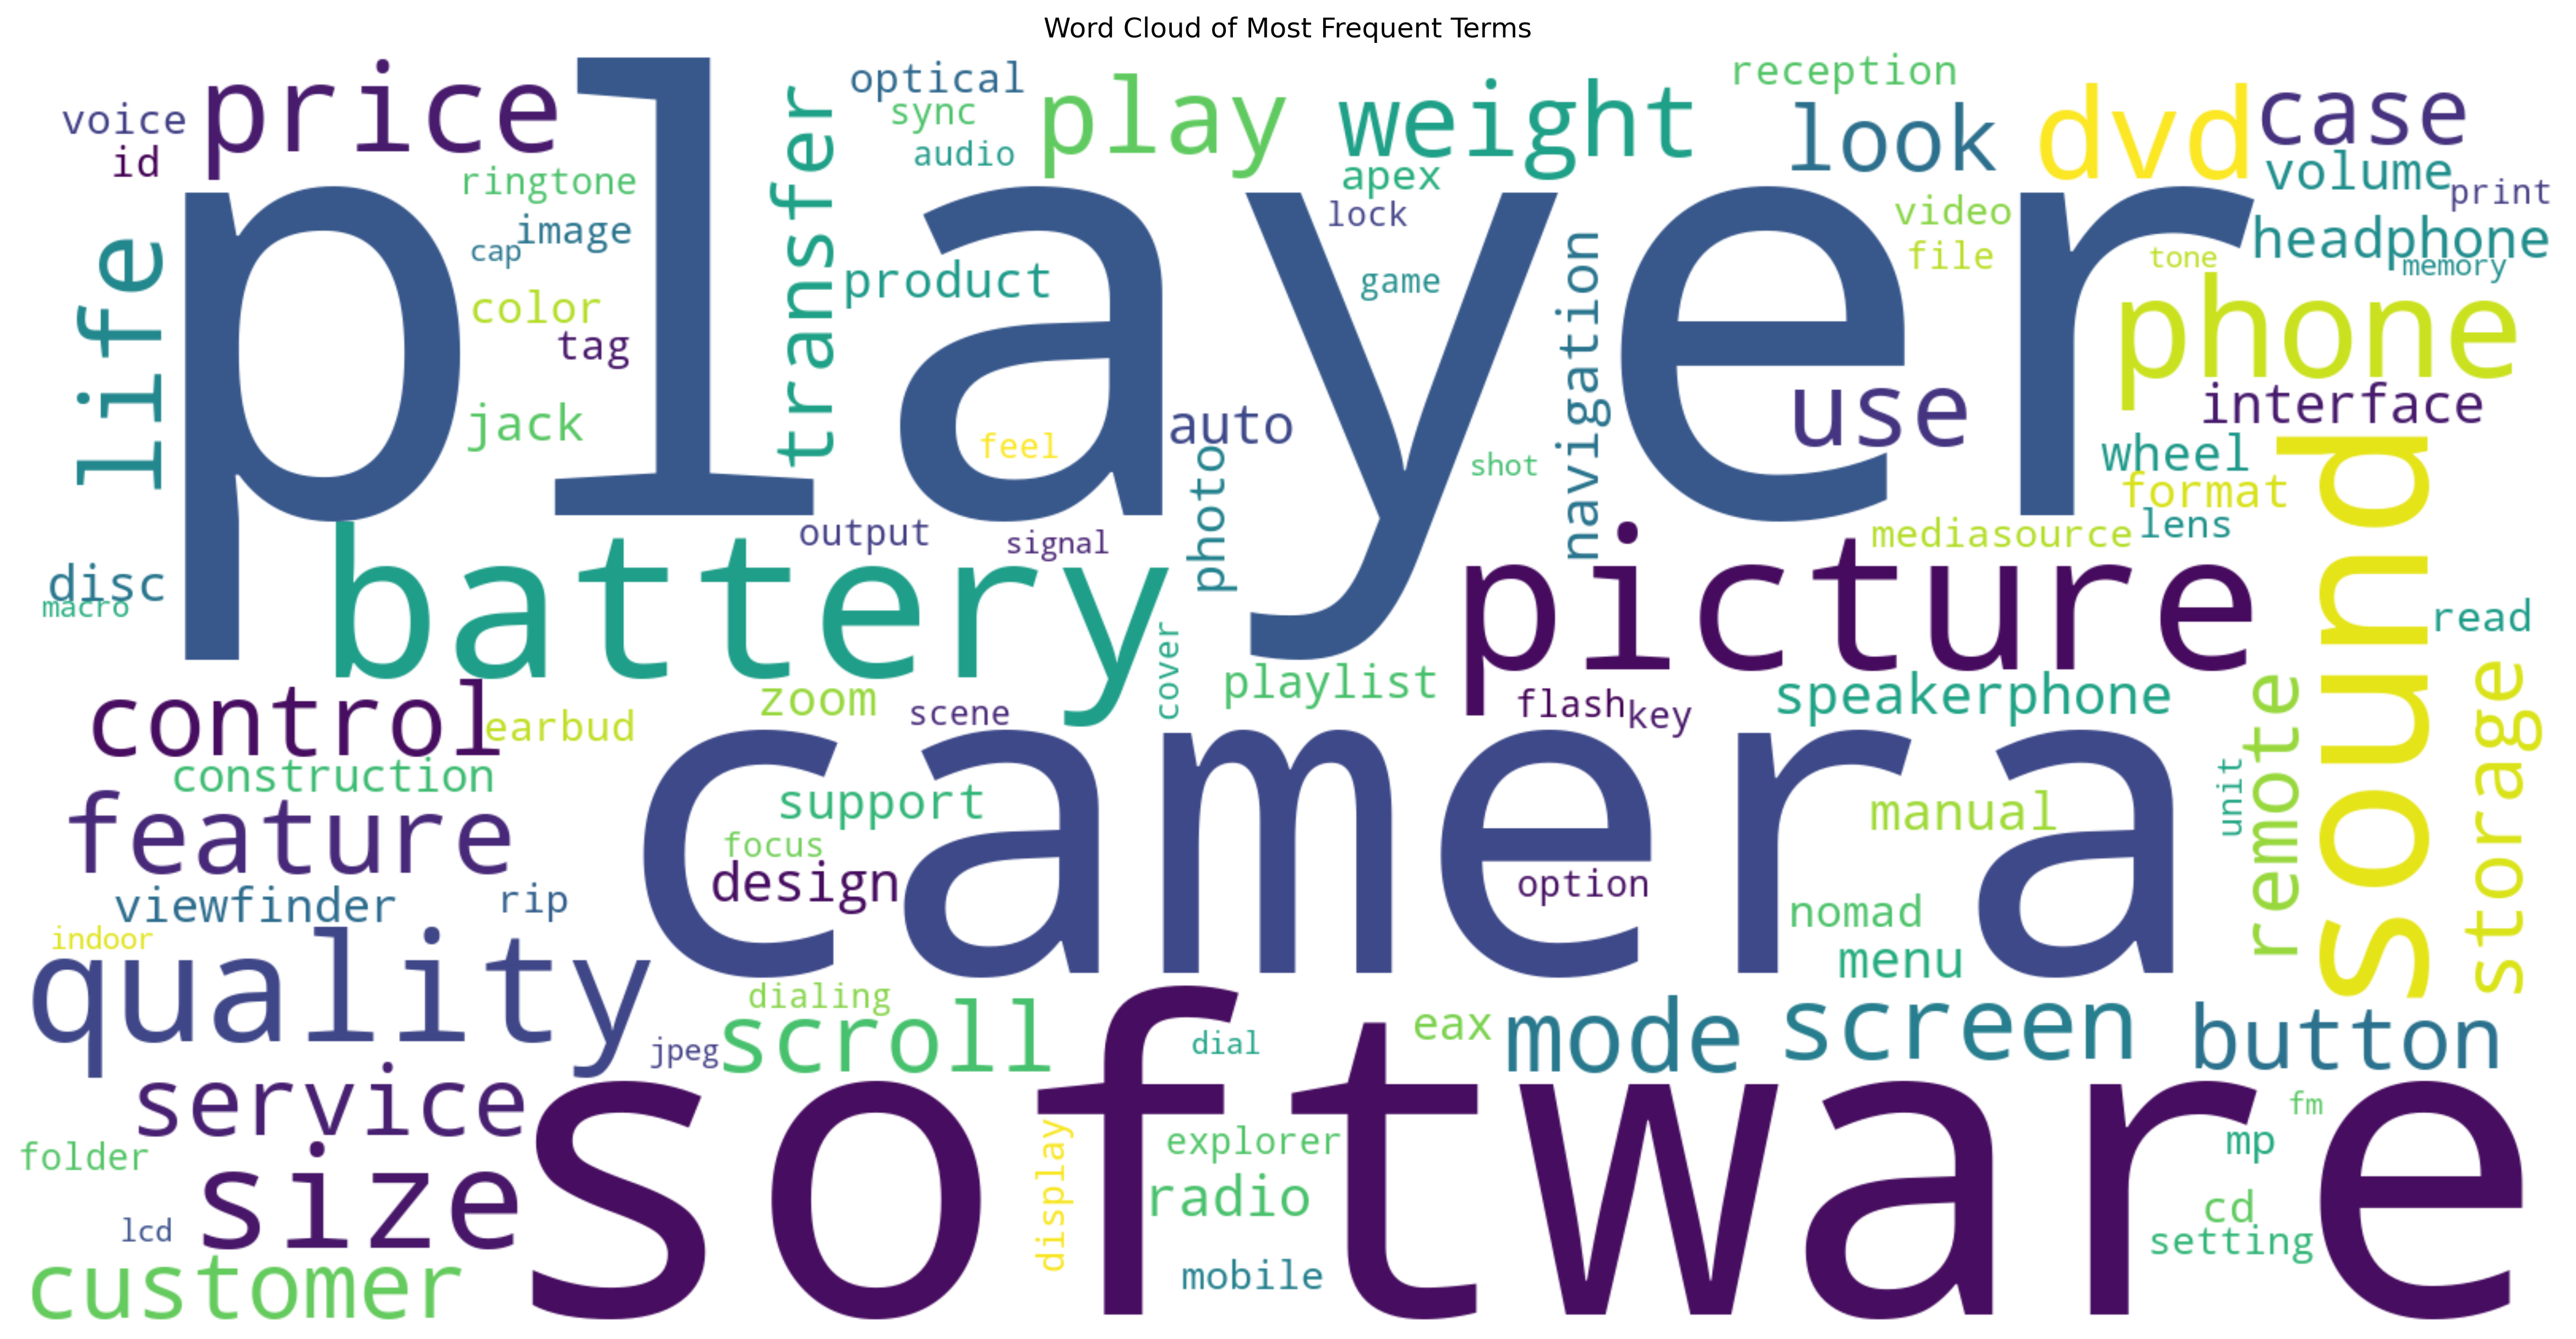 Word Cloud of Most Frequent Terms
price
voice
id
ringtone
image
cap
color
tag
jack
life
player
transfer
optical
sync
audio
play
weight
reception
look
dvd
case
volume
print
headphone
memory
apex
lock
game
video
file
tone
product
navigation
phone
interface
use
auto
feel
shot
photo
wheel
format
lens
mediasource
output
signal
disc
macro
battery
picture
sound
read
cover
playlist
flash
key
speakerphone
remote
storage
unit
control
earbud
zoom
scene
construction
feature
camera
support
focus
design
option
manual
nomad
menu
viewfinder
rip
indoor
quality
jpeg
dialing
scroll
dial
eax
mode
screen
button
service
software
fm
mp
cd
setting
folder
size
lcd
customer
display
explorer
radio
mobile